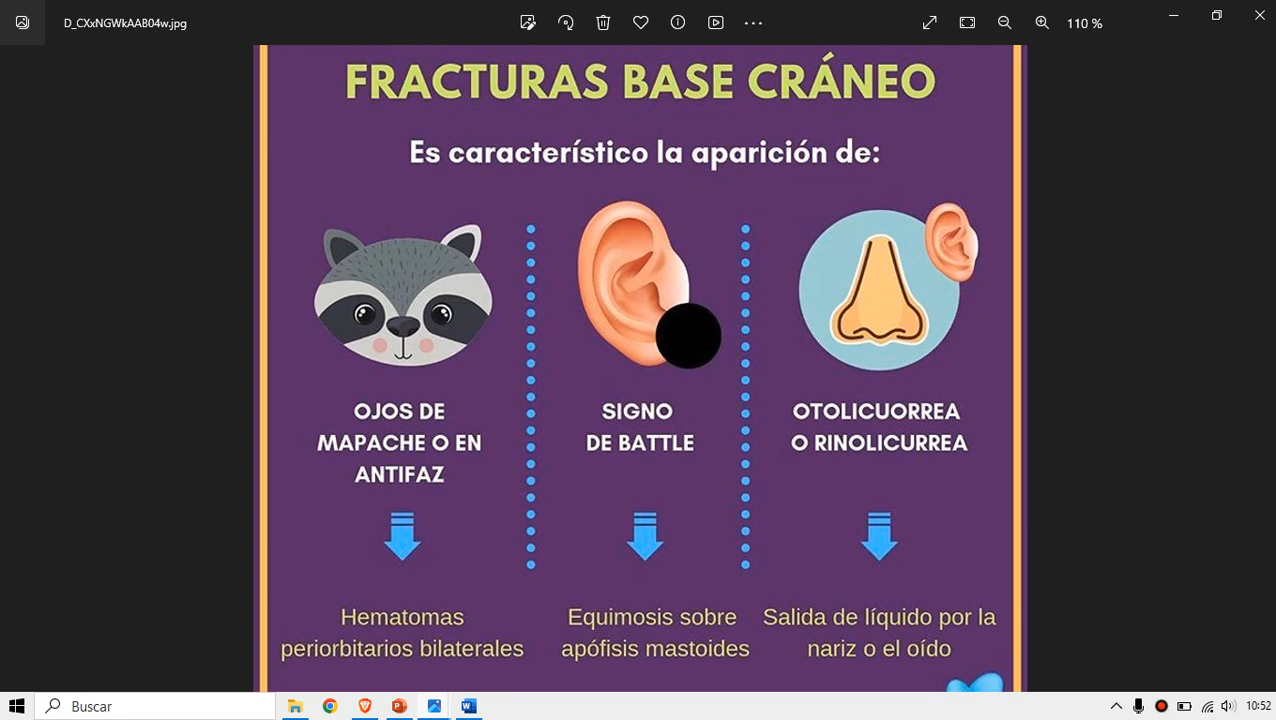 D_CXxNGWkAAB04w.jpg
110 %
FRACTURAS BASE CRÁNEO
Es característico la aparición de:
OJOS DE
MAPACHE O EN
ANTIFAZ
SIGNO
DE BATTLE
OTOLICUORREA
O RINOLICURREA
Hematomas
periorbitarios bilaterales
Equimosis sobre
apófisis mastoides
Salida de líquido por la
nariz o el oído
Buscar
10:52